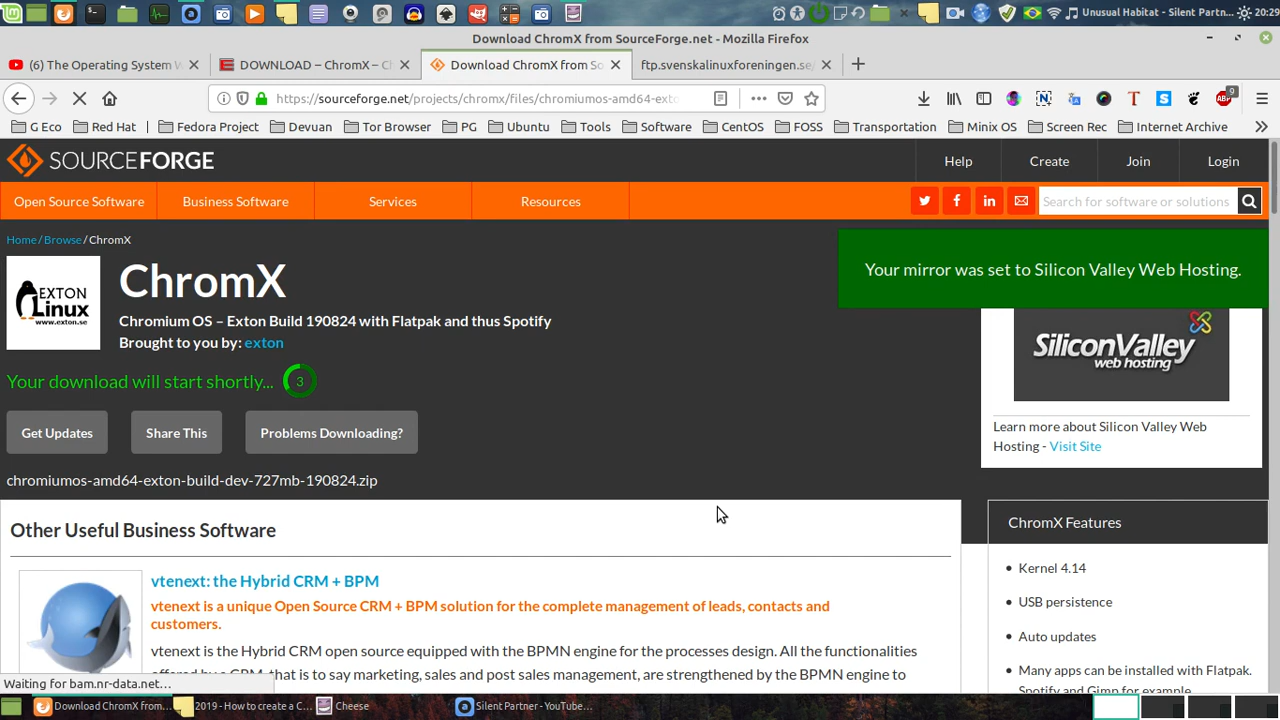 Unusual Habitat - Silent Partn... 20:29
Download ChromX from SourceForge.net - Mozilla Firefox
(6) The Operating System W
DOWNLOAD – ChromX – Ch
Download ChromX from So
ftp.svenskalinuxforeningen.se/
https://sourceforge.net/projects/chromx/files/chromiumos-amd64-exto
G Eco
Red Hat
Fedora Project
Devuan
Tor Browser
PG
Ubuntu
Tools
Software
CentOS
FOSS
Transportation
Minix OS
Screen Rec
Internet Archive
SOURCEFORGE
Help
Create
Join
Login
Open Source Software
Business Software
Services
Resources
Search for software or solutions
Home / Browse / ChromX
Your mirror was set to Silicon Valley Web Hosting.
EXTON
Linux
www.exton.se
ChromX
Chromium OS – Exton Build 190824 with Flatpak and thus Spotify
Brought to you by: exton
SiliconValley
web hosting
Your download will start shortly... 3
Get Updates
Share This
Problems Downloading?
Learn more about Silicon Valley Web
Hosting - Visit Site
chromiumos-amd64-exton-build-dev-727mb-190824.zip
Other Useful Business Software
ChromX Features
vtenext: the Hybrid CRM + BPM
vtenext is a unique Open Source CRM + BPM solution for the complete management of leads, contacts and
customers.
vtenext is the Hybrid CRM open source equipped with the BPMN engine for the processes design. All the functionalities
offered by a CRM, that is to say marketing, sales and post sales management, are strengthened by the BPMN engine to
Kernel 4.14
USB persistence
Auto updates
Many apps can be installed with Flatpak.
Spotify and Gimp for example
Waiting for bam.nr-data.net...
Download ChromX from...
2019 - How to create a C...
Cheese
Silent Partner - YouTube...